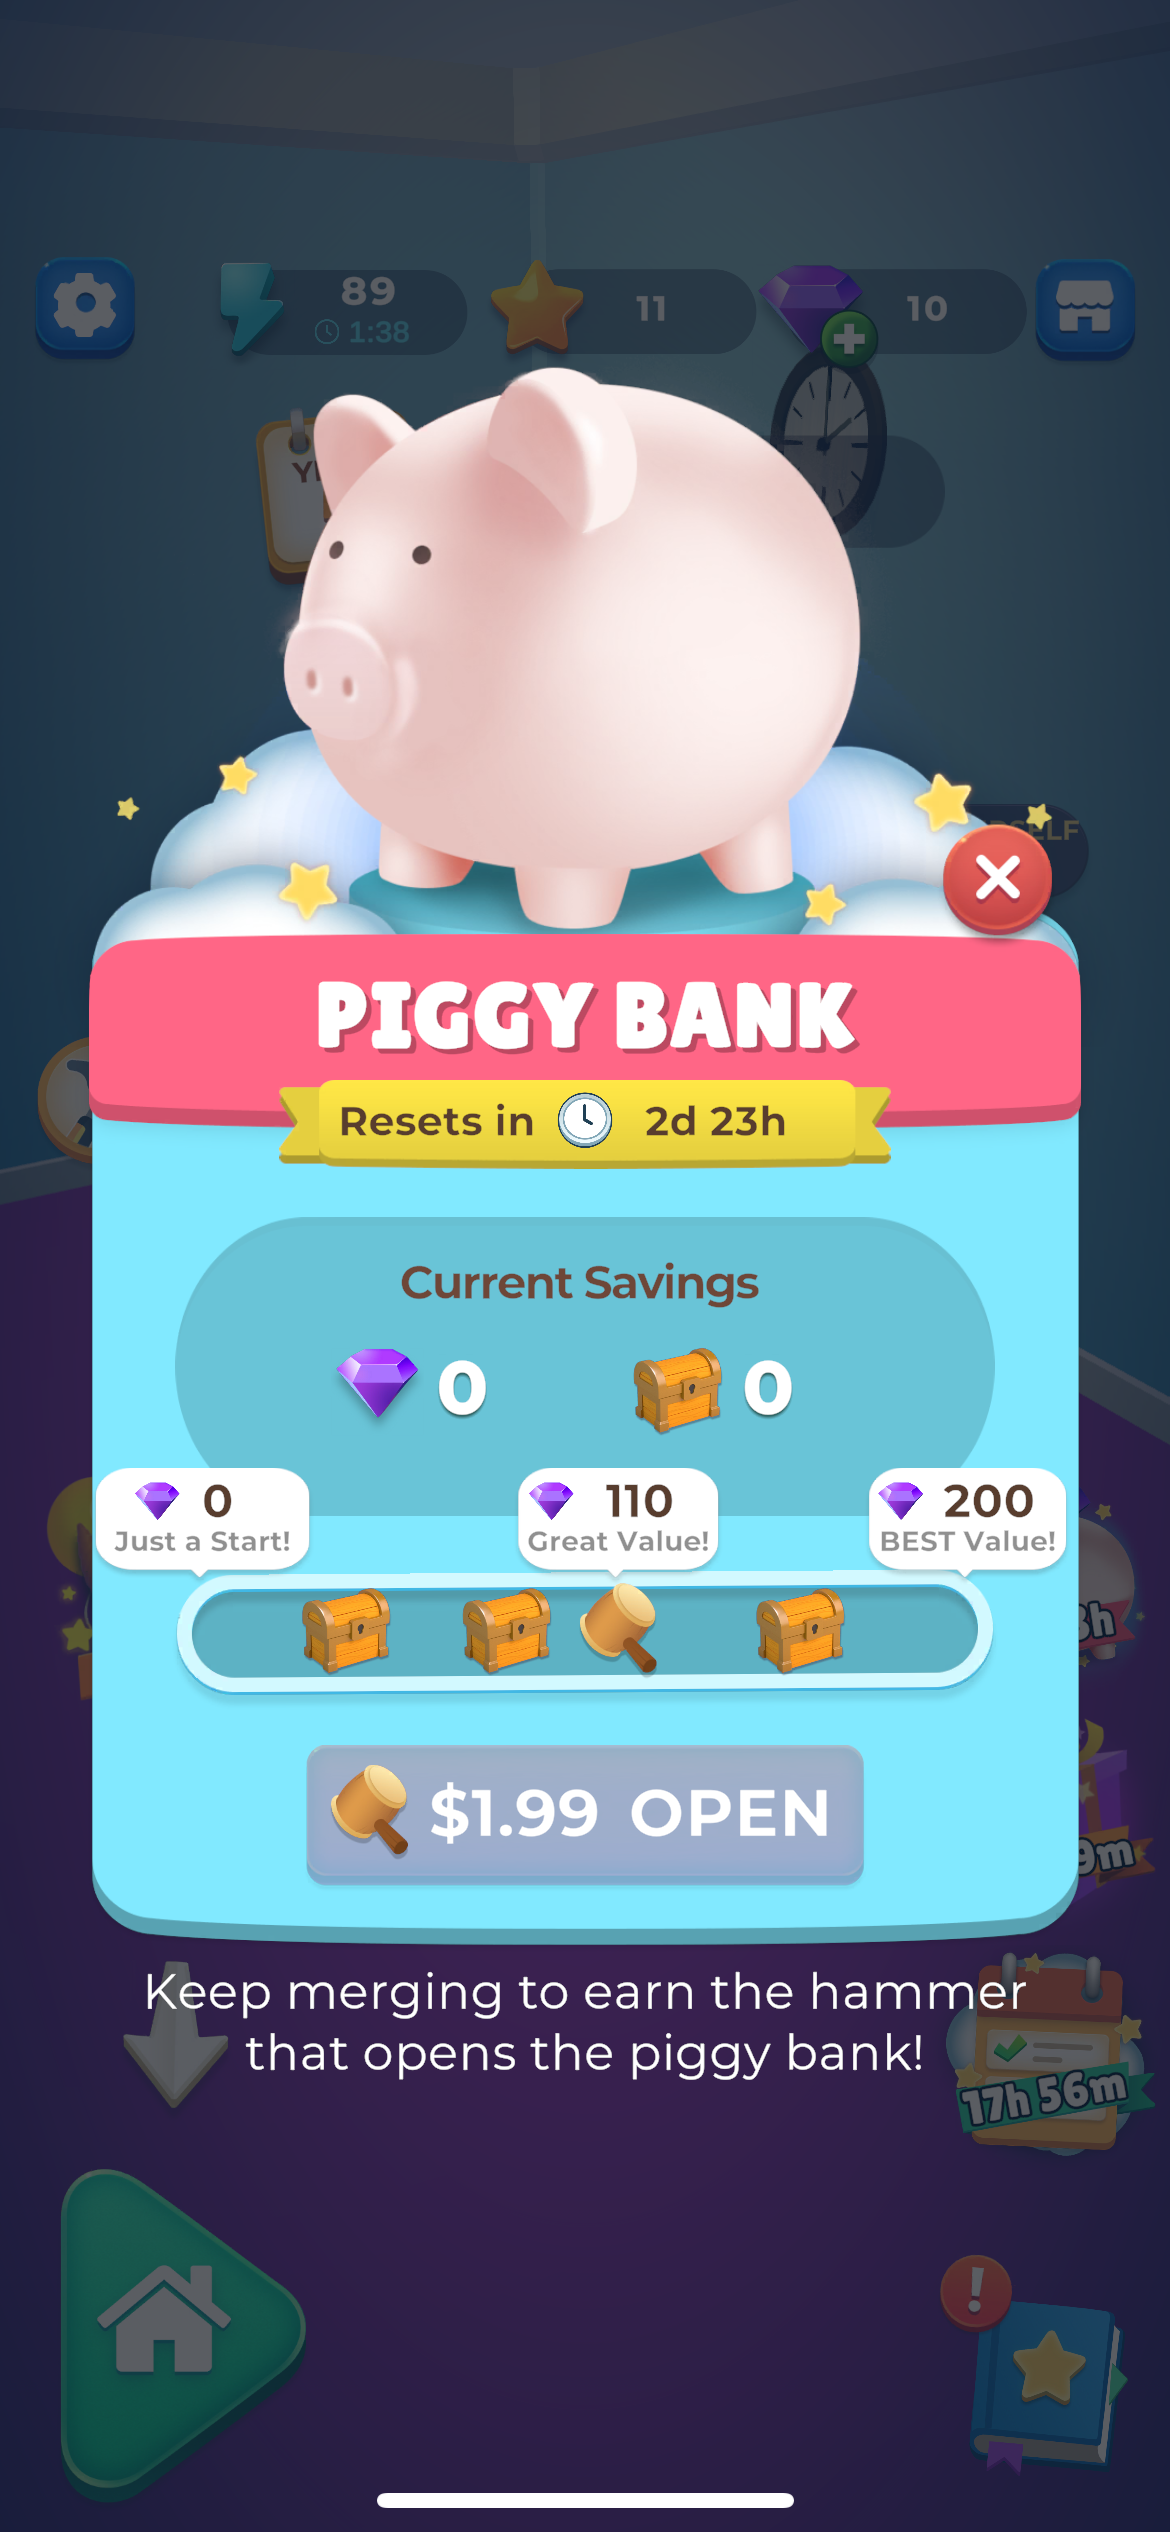 89
1:38
11
10
PIGGY BANK
Resets in 2d 23h
Current Savings
0
0
0
Just a Start!
110
Great Value!
200
BEST Value!
$1.99 OPEN
Keep merging to earn the hammer
that opens the piggy bank!
17h 56m